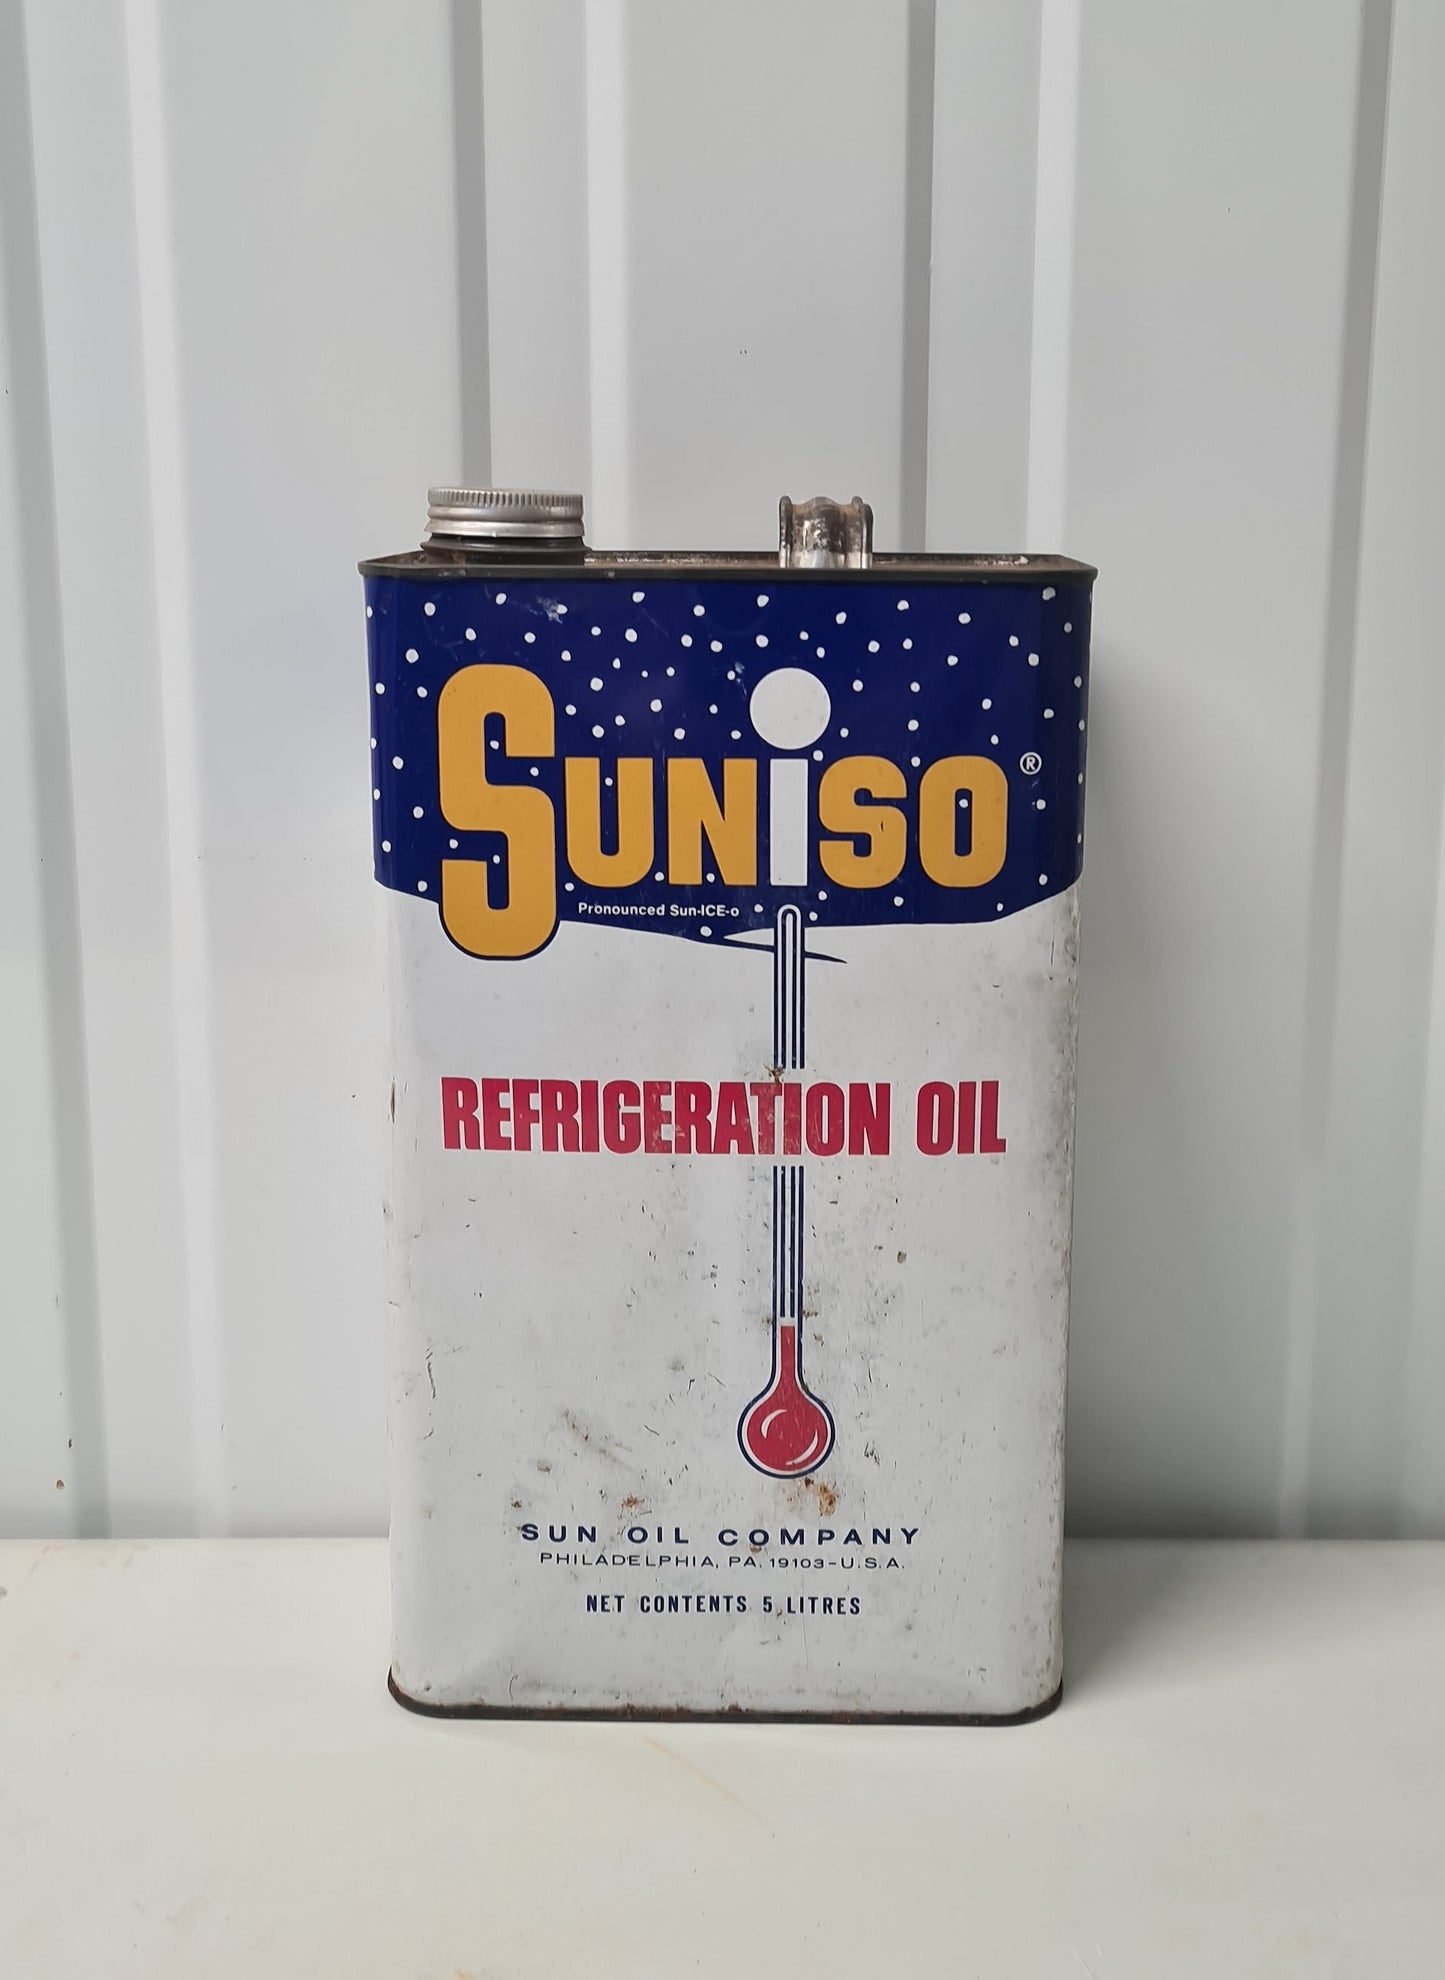 SUNiSO®
Pronounced Sun-ICE-o
REFRIGERATION OIL
SUN OIL COMPANY
PHILADELPHIA, PA. 19103-U.S.A.
NET CONTENTS 5 LITRES